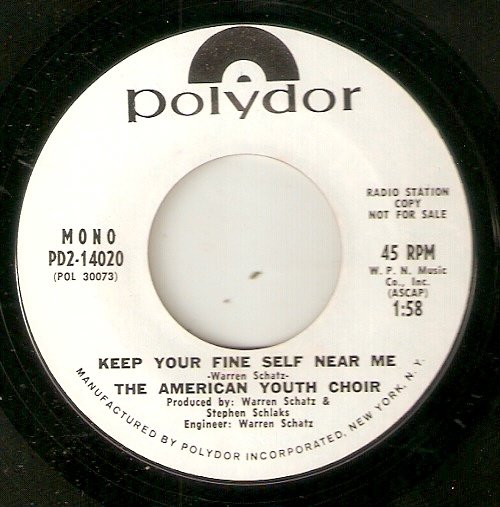 polydor
RADIO STATION
COPY
NOT FOR SALE
MONO
PD2-14020
(POL 30073)
45 RPM
W. P. N. Music
Co., Inc.
(ASCAP)
1:58
KEEP YOUR FINE SELF NEAR ME
-Warren Schatz-
THE AMERICAN YOUTH CHOIR
Produced by: Warren Schatz &
Stephen Schlaks
Engineer: Warren Schatz
MANUFACTURED BY POLYDOR INCORPORATED, NEW YORK, N. Y.